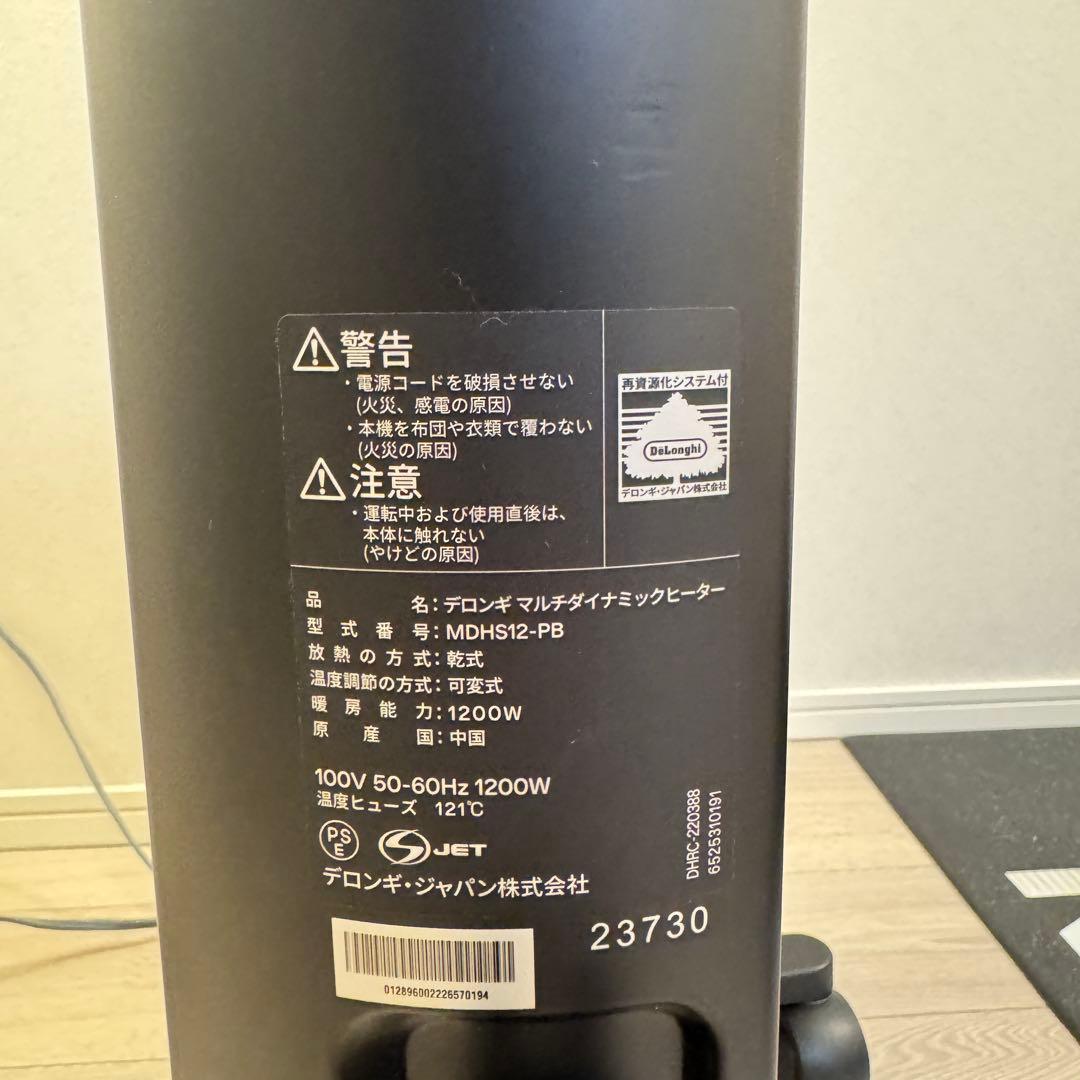 警告
・電源コードを破損させない
(火災、感電の原因)
・本機を布団や衣類で覆わない
(火災の原因)
注意
・運転中および使用直後は、
本体に触れない
(やけどの原因)
再資源化システム付
DeLonghi
デロンギ・ジャパン株式会社
品名:デロンギ マルチダイナミックヒーター
型式番号:MDHS12-PB
放熱の方式:乾式
温度調節の方式:可変式
暖房能力:1200W
原産国:中国
100V 50-60Hz 1200W
温度ヒューズ 121℃
PSE
JET
デロンギ・ジャパン株式会社
DHRC-220388
6525310191
23730
012896002226570194